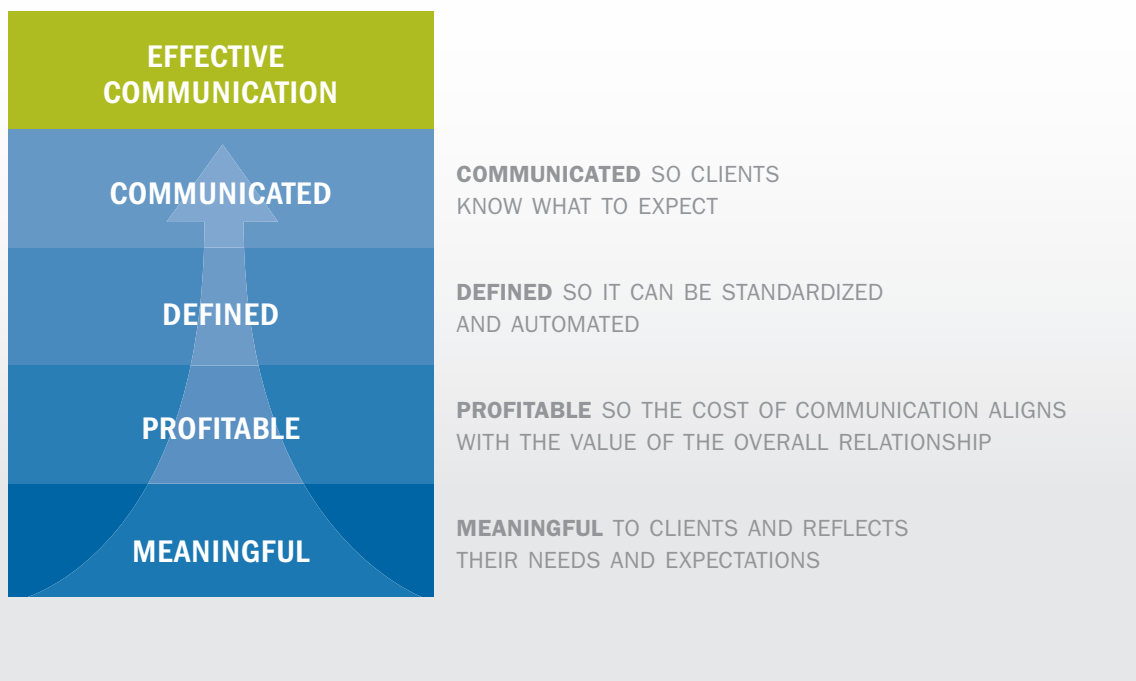 EFFECTIVE
COMMUNICATION
COMMUNICATED
COMMUNICATED SO CLIENTS
KNOW WHAT TO EXPECT
DEFINED
DEFINED SO IT CAN BE STANDARDIZED
AND AUTOMATED
PROFITABLE
PROFITABLE SO THE COST OF COMMUNICATION ALIGNS
WITH THE VALUE OF THE OVERALL RELATIONSHIP
MEANINGFUL
MEANINGFUL TO CLIENTS AND REFLECTS
THEIR NEEDS AND EXPECTATIONS